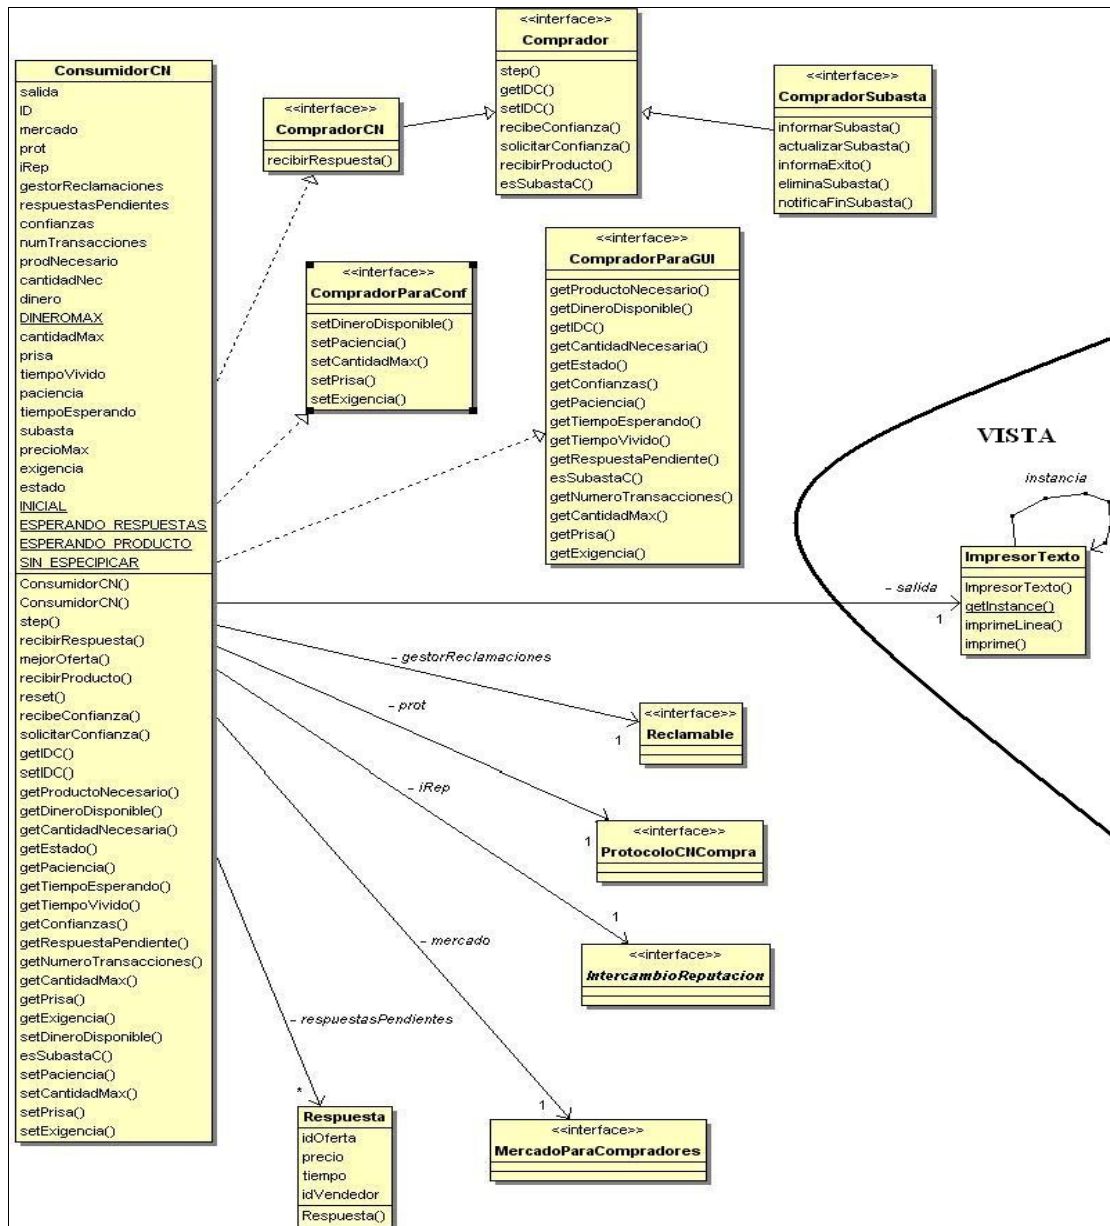 ConsumidorCN
salida
ID
mercado
prot
iRep
gestorReclamaciones
respuestasPendientes
confianzas
numTransacciones
prodNecesario
cantidadNec
dinero
DINEROMAX
cantidadMax
prisa
tiempoVivido
paciencia
tiempoEsperando
subasta
precioMax
exigencia
estado
INICIAL
ESPERANDO_RESPUESTAS
ESPERANDO_PRODUCTO
SIN_ESPECIPICAR
ConsumidorCN()
ConsumidorCN()
step()
recibirRespuesta()
mejorOferta()
recibirProducto()
reset()
recibeConfianza()
solicitarConfianza()
getIDC()
setIDC()
getProductoNecesario()
getDineroDisponible()
getCantidadNecesaria()
getEstado()
getPaciencia()
getTiempoEsperando()
getTiempoVivido()
getConfianzas()
getRespuestaPendiente()
getNumeroTransacciones()
getCantidadMax()
getPrisa()
getExigencia()
setDineroDisponible()
esSubastaC()
setPaciencia()
setCantidadMax()
setPrisa()
setExigencia()
<<interface>>
CompradorCN
recibirRespuesta()
<<interface>>
Comprador
step()
getIDC()
setIDC()
recibeConfianza()
solicitarConfianza()
recibirProducto()
esSubastaC()
<<interface>>
CompradorSubasta
informarSubasta()
actualizarSubasta()
informaExito()
eliminaSubasta()
notificaFinSubasta()
<<interface>>
CompradorParaConf
setDineroDisponible()
setPaciencia()
setCantidadMax()
setPrisa()
setExigencia()
<<interface>>
CompradorParaGUI
getProductoNecesario()
getDineroDisponible()
getIDC()
getCantidadNecesaria()
getEstado()
getConfianzas()
getPaciencia()
getTiempoEsperando()
getTiempoVivido()
getRespuestaPendiente()
esSubastaC()
getNumeroTransacciones()
getCantidadMax()
getPrisa()
getExigencia()
VISTA
instancia
ImpresorTexto
ImpresorTexto()
getInstance()
imprimeLinea()
imprime()
- salida
1
- gestorReclamaciones
1
<<interface>>
Reclamable
- prot
1
<<interface>>
ProtocoloCNCompra
- iRep
1
<<interface>>
IntercambioReputacion
- mercado
1
<<interface>>
MercadoParaCompradores
- respuestasPendientes
*
Respuesta
idOferta
precio
tiempo
idVendedor
Respuesta()